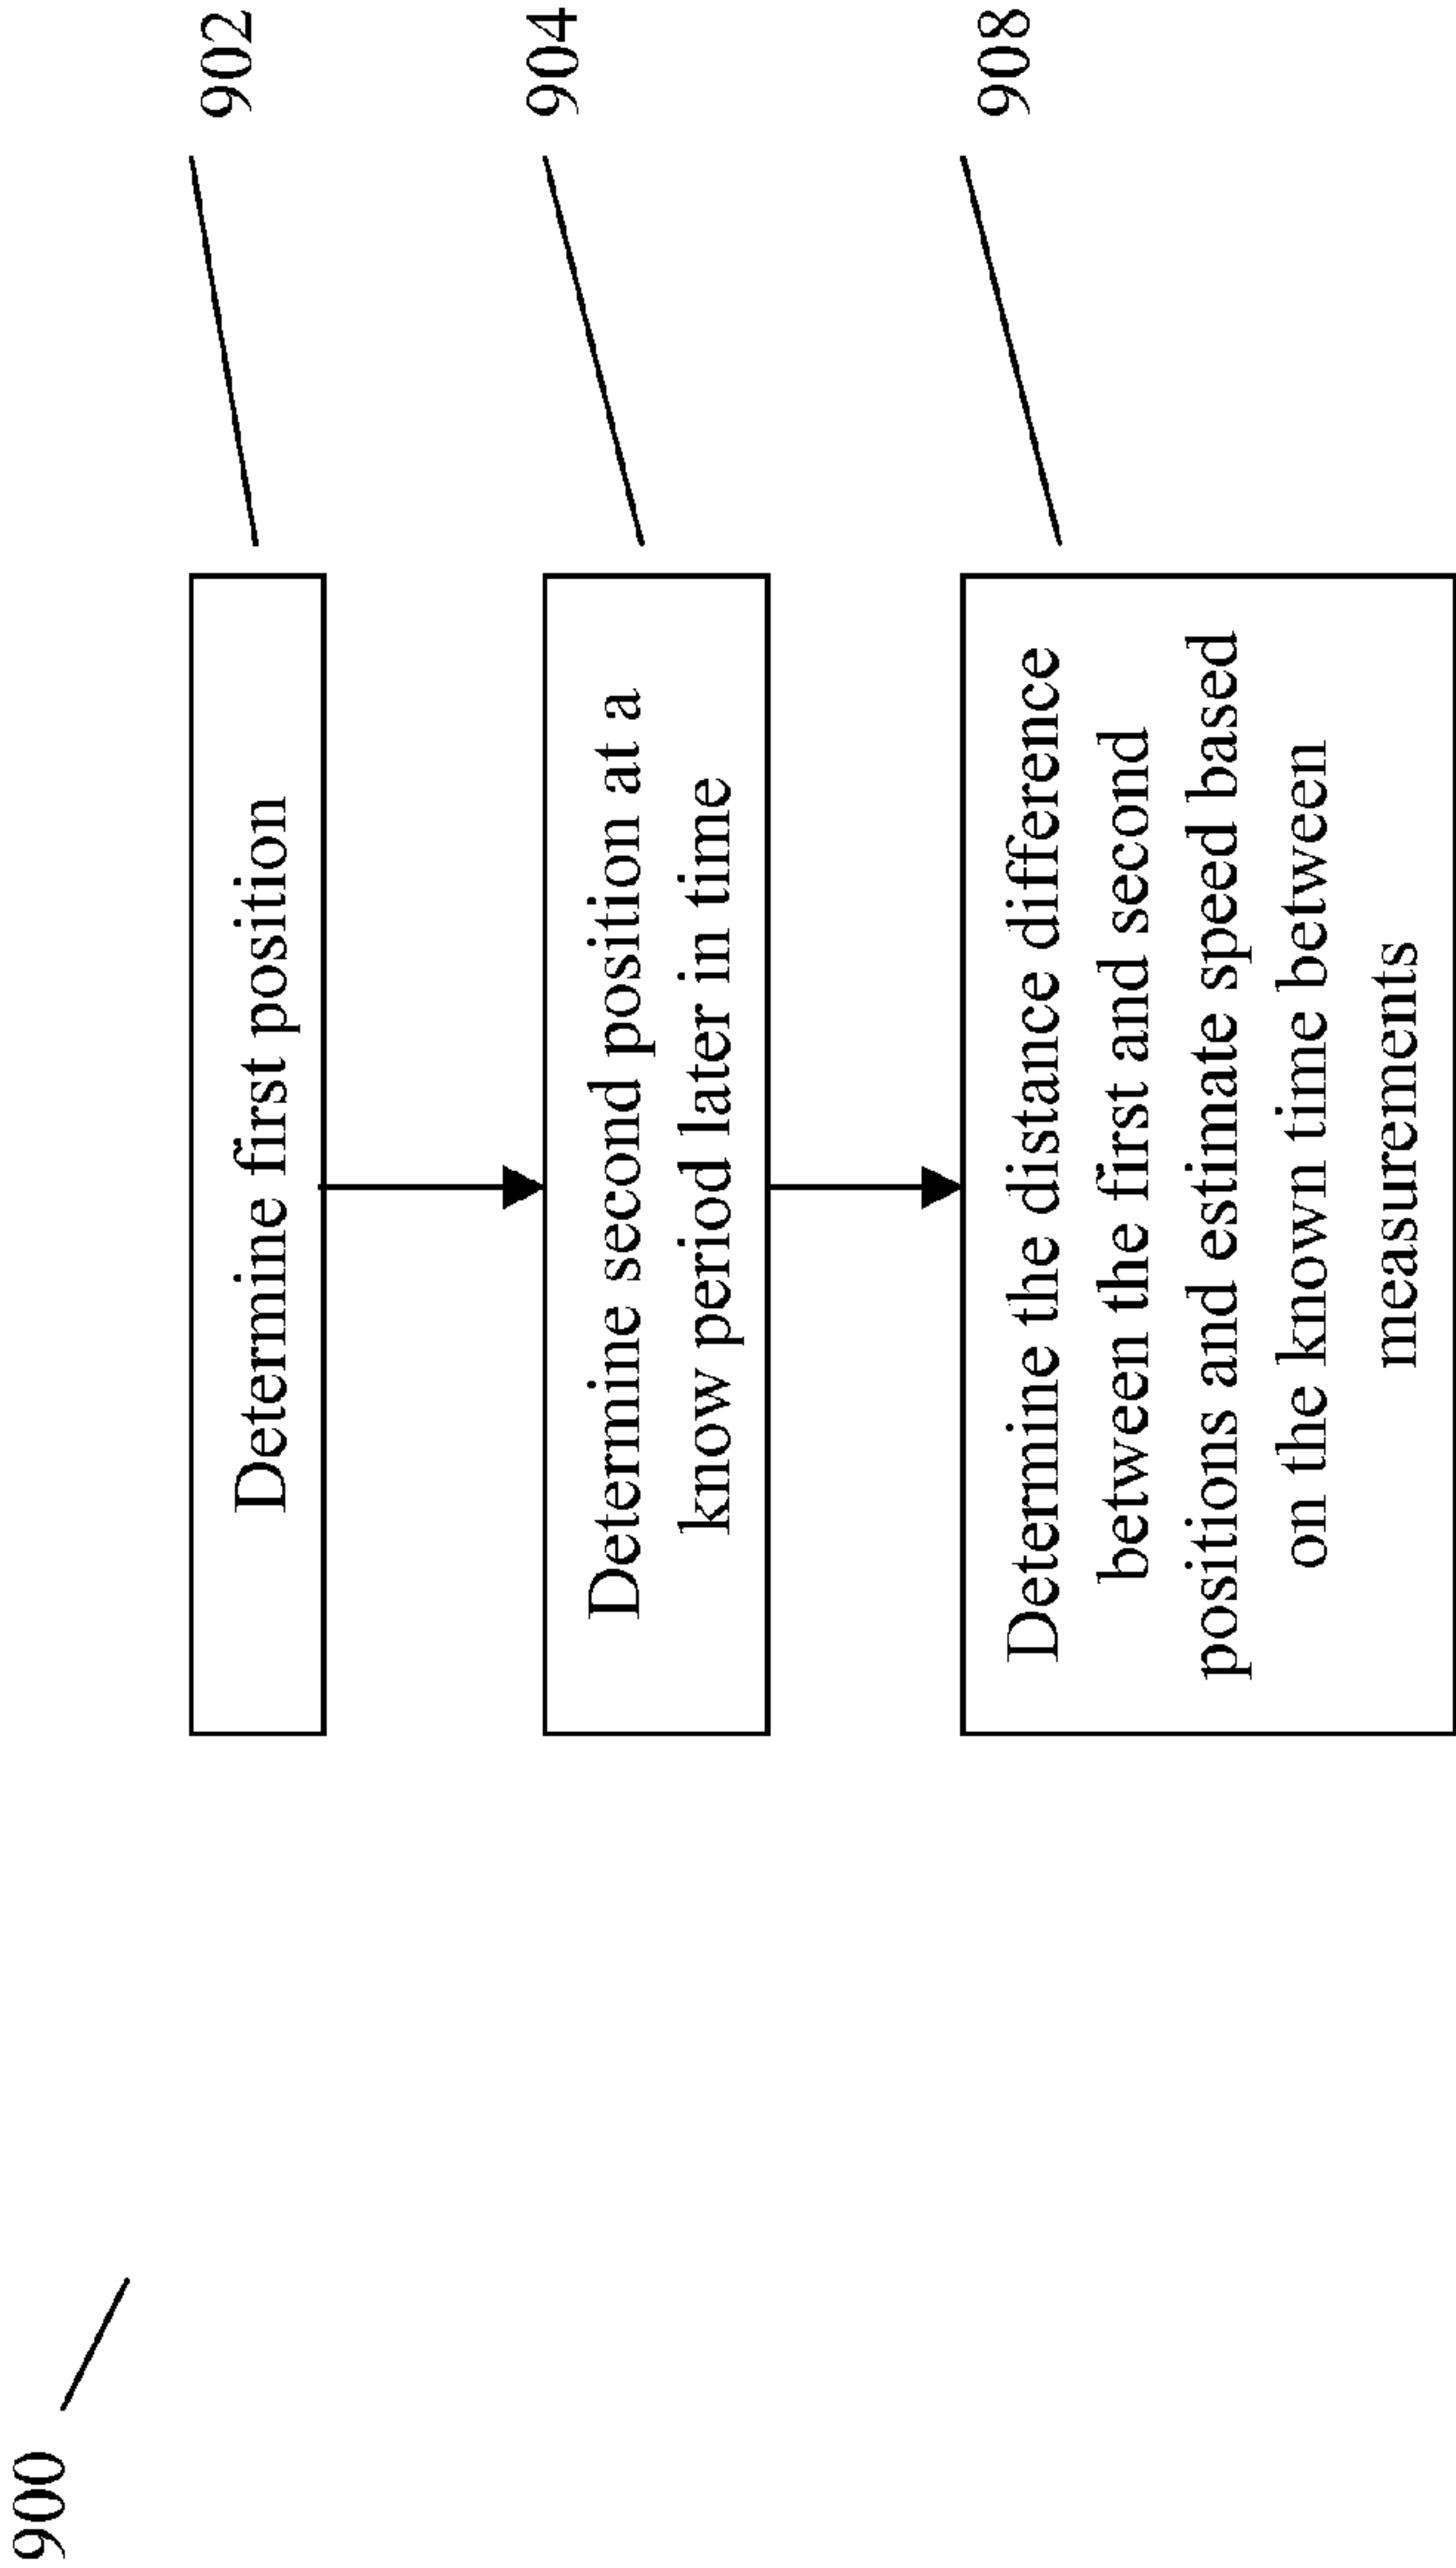 900
Determine first position
902
Determine second position at a
know period later in time
904
Determine the distance difference
between the first and second
positions and estimate speed based
on the known time between
measurements
908